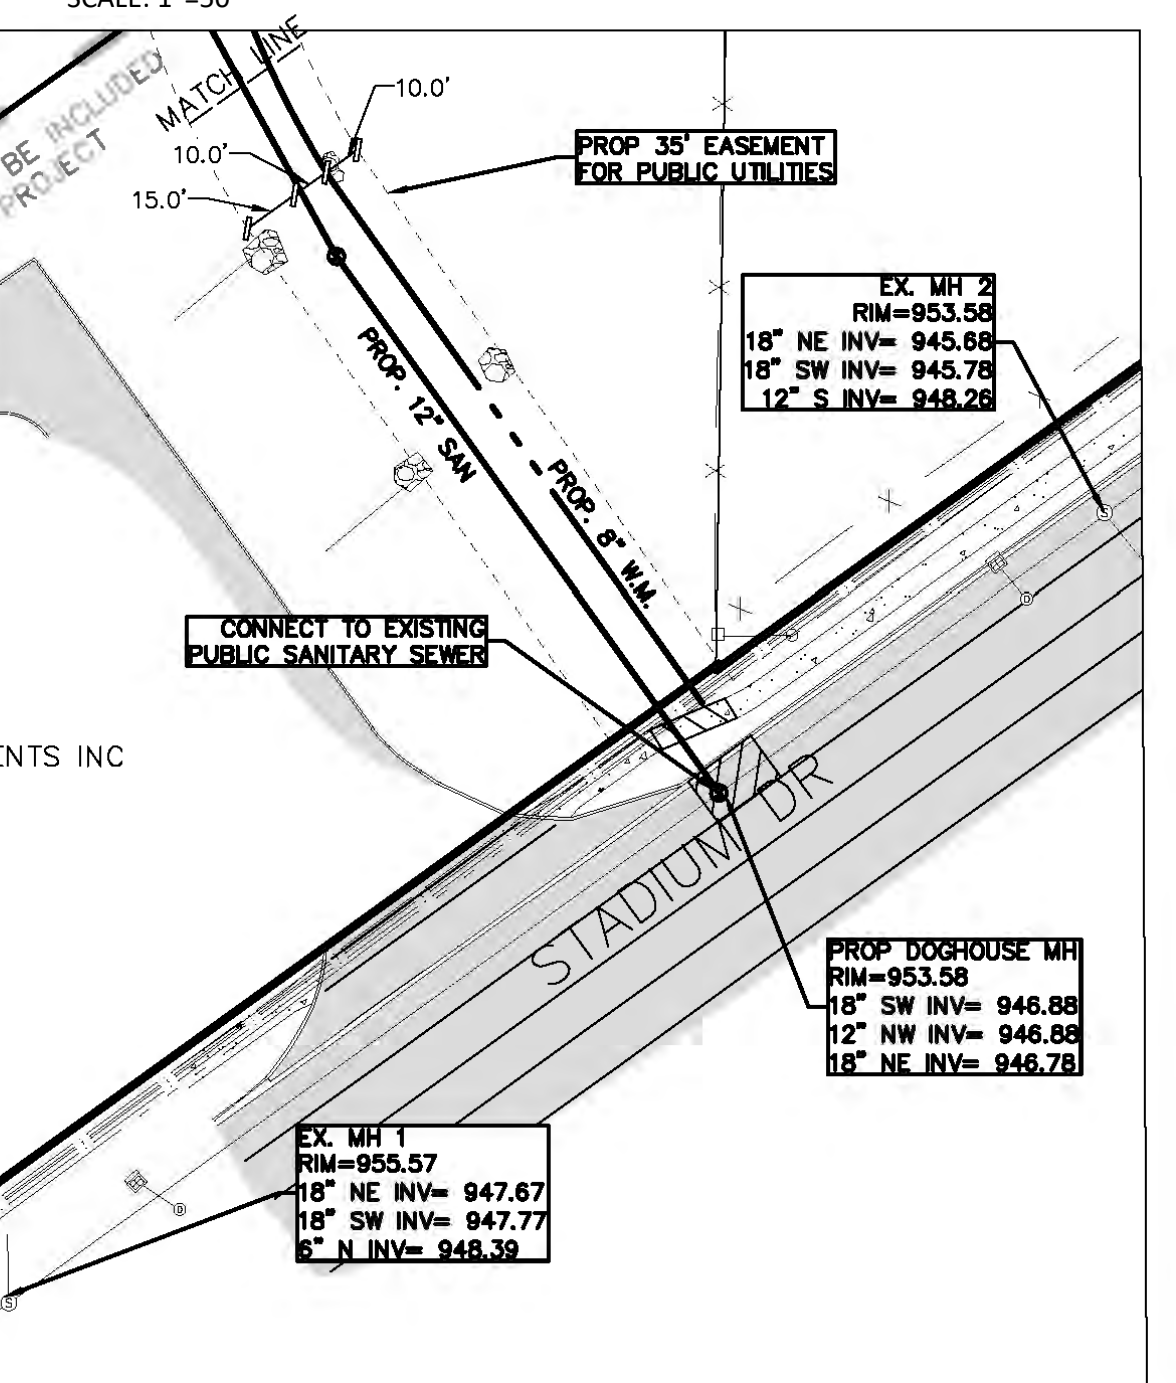 SCALE: 1"=50'
MATCH LINE
BE INCLUDED
PROJECT
10.0'
10.0'
15.0'
PROP 35' EASEMENT
FOR PUBLIC UTILITIES
EX. MH 2
RIM=953.58
18" NE INV= 945.68
18" SW INV= 945.78
12" S INV= 948.26
PROP. 12" SAN
PROP. 8" W.M.
S
D
CONNECT TO EXISTING
PUBLIC SANITARY SEWER
ENTS INC
STADIUM DR
PROP DOGHOUSE MH
RIM=953.58
18" SW INV= 946.88
12" NW INV= 946.88
18" NE INV= 946.78
EX. MH 1
RIM=955.57
18" NE INV= 947.67
18" SW INV= 947.77
6" N INV= 948.39
D
S